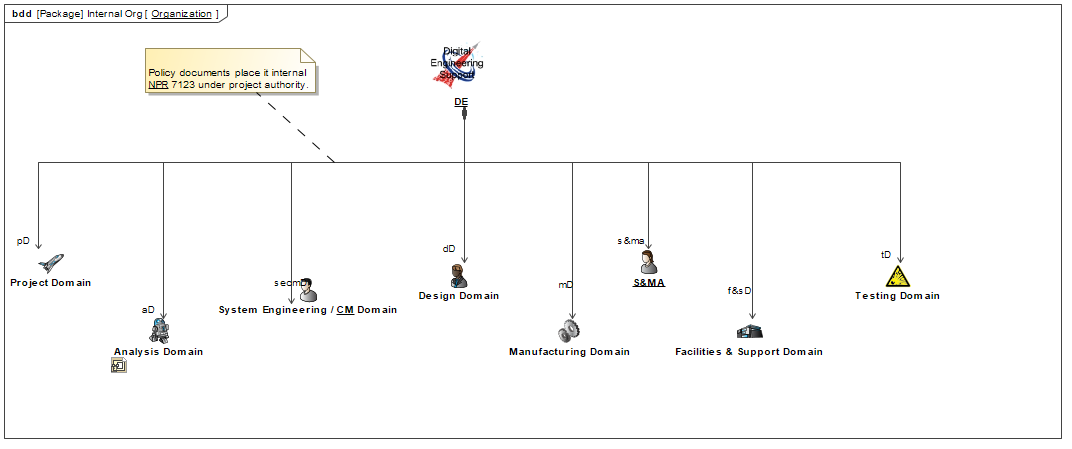 bdd [Package] Internal Org [ Organization ]
Policy documents place it internal
NPR 7123 under project authority.
Digital
Engineering
Support
DE
pD
Project Domain
aD
Analysis Domain
secmD
System Engineering / CM Domain
dD
Design Domain
mD
Manufacturing Domain
s&ma
S&MA
f&sD
Facilities & Support Domain
tD
Testing Domain